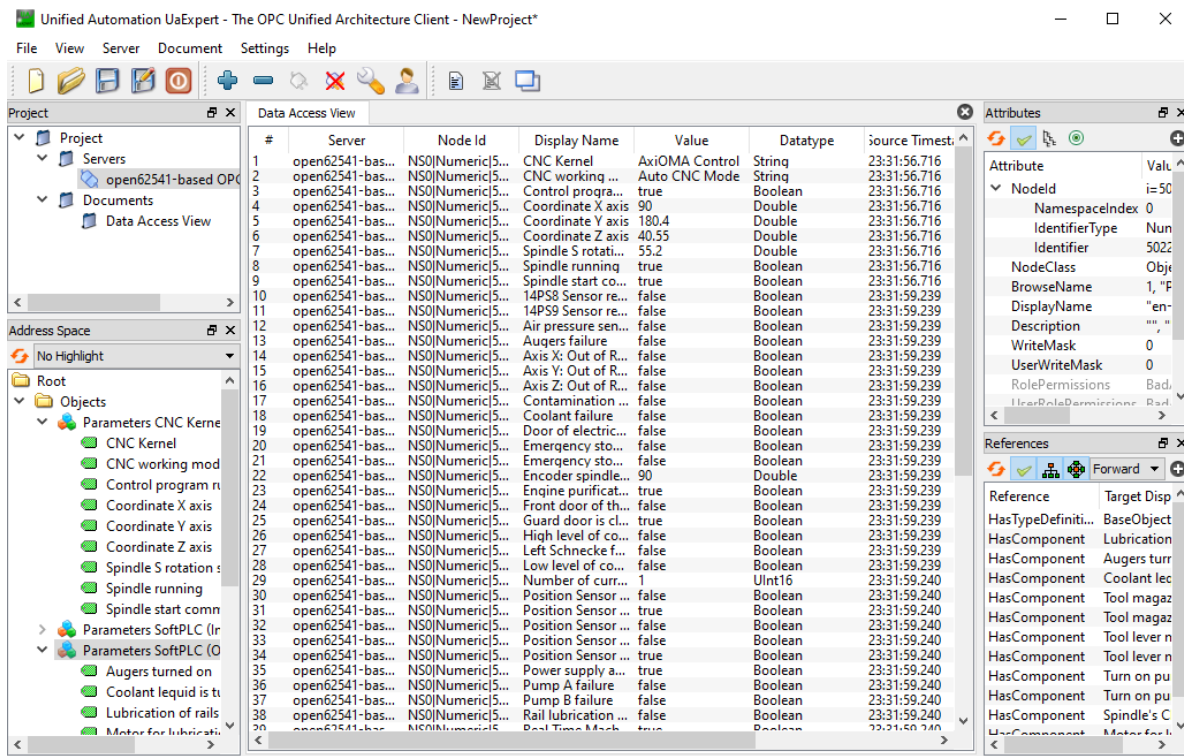 Unified Automation UaExpert - The OPC Unified Architecture Client - NewProject*
File View Server Document Settings Help
Project
Project
Servers
open62541-based OPC
Documents
Data Access View
Address Space
No Highlight
Root
Objects
Parameters CNC Kerne
CNC Kernel
CNC working mod
Control program ru
Coordinate X axis
Coordinate Y axis
Coordinate Z axis
Spindle S rotation s
Spindle running
Spindle start comm
Parameters SoftPLC (In
Parameters SoftPLC (O
Augers turned on
Coolant lequid is tu
Lubrication of rails
Motor for lubricati
Data Access View
# Server Node Id Display Name Value Datatype Source Timest
1 open62541-bas... NS0|Numeric|5... CNC Kernel AxiOMA Control String 23:31:56.716
2 open62541-bas... NS0|Numeric|5... CNC working ... Auto CNC Mode String 23:31:56.716
3 open62541-bas... NS0|Numeric|5... Control progra... true Boolean 23:31:56.716
4 open62541-bas... NS0|Numeric|5... Coordinate X axis 90 Double 23:31:56.716
5 open62541-bas... NS0|Numeric|5... Coordinate Y axis 180.4 Double 23:31:56.716
6 open62541-bas... NS0|Numeric|5... Coordinate Z axis 40.55 Double 23:31:56.716
7 open62541-bas... NS0|Numeric|5... Spindle S rotati... 55.2 Double 23:31:56.716
8 open62541-bas... NS0|Numeric|5... Spindle running true Boolean 23:31:56.716
9 open62541-bas... NS0|Numeric|5... Spindle start co... true Boolean 23:31:56.716
10 open62541-bas... NS0|Numeric|5... 14PS8 Sensor re... false Boolean 23:31:59.239
11 open62541-bas... NS0|Numeric|5... 14PS9 Sensor re... false Boolean 23:31:59.239
12 open62541-bas... NS0|Numeric|5... Air pressure sen... false Boolean 23:31:59.239
13 open62541-bas... NS0|Numeric|5... Augers failure false Boolean 23:31:59.239
14 open62541-bas... NS0|Numeric|5... Axis X: Out of R... false Boolean 23:31:59.239
15 open62541-bas... NS0|Numeric|5... Axis Y: Out of R... false Boolean 23:31:59.239
16 open62541-bas... NS0|Numeric|5... Axis Z: Out of R... false Boolean 23:31:59.239
17 open62541-bas... NS0|Numeric|5... Contamination ... false Boolean 23:31:59.239
18 open62541-bas... NS0|Numeric|5... Coolant failure false Boolean 23:31:59.239
19 open62541-bas... NS0|Numeric|5... Door of electric... false Boolean 23:31:59.239
20 open62541-bas... NS0|Numeric|5... Emergency sto... false Boolean 23:31:59.239
21 open62541-bas... NS0|Numeric|5... Emergency sto... false Boolean 23:31:59.239
22 open62541-bas... NS0|Numeric|5... Encoder spindle... 90 Double 23:31:59.239
23 open62541-bas... NS0|Numeric|5... Engine purificat... true Boolean 23:31:59.239
24 open62541-bas... NS0|Numeric|5... Front door of th... false Boolean 23:31:59.239
25 open62541-bas... NS0|Numeric|5... Guard door is cl... true Boolean 23:31:59.239
26 open62541-bas... NS0|Numeric|5... High level of co... false Boolean 23:31:59.239
27 open62541-bas... NS0|Numeric|5... Left Schnecke f... false Boolean 23:31:59.239
28 open62541-bas... NS0|Numeric|5... Low level of co... false Boolean 23:31:59.239
29 open62541-bas... NS0|Numeric|5... Number of curr... 1 UInt16 23:31:59.240
30 open62541-bas... NS0|Numeric|5... Position Sensor ... false Boolean 23:31:59.240
31 open62541-bas... NS0|Numeric|5... Position Sensor ... true Boolean 23:31:59.240
32 open62541-bas... NS0|Numeric|5... Position Sensor ... false Boolean 23:31:59.240
33 open62541-bas... NS0|Numeric|5... Position Sensor ... false Boolean 23:31:59.240
34 open62541-bas... NS0|Numeric|5... Position Sensor ... true Boolean 23:31:59.240
35 open62541-bas... NS0|Numeric|5... Power supply a... true Boolean 23:31:59.240
36 open62541-bas... NS0|Numeric|5... Pump A failure false Boolean 23:31:59.240
37 open62541-bas... NS0|Numeric|5... Pump B failure false Boolean 23:31:59.240
38 open62541-bas... NS0|Numeric|5... Rail lubrication ... false Boolean 23:31:59.240
39 open62541-bas... NS0|Numeric|5... Real Time Mach... true Boolean 23:31:59.240
Attributes
Attribute Valu
NodeId i=50
NamespaceIndex 0
IdentifierType Num
Identifier 5022
NodeClass Obje
BrowseName 1, "P
DisplayName "en-
Description "", "
WriteMask 0
UserWriteMask 0
RolePermissions BadA
UserRolePermissions BadA
References
Forward
Reference Target Disp
HasTypeDefiniti... BaseObject
HasComponent Lubrication
HasComponent Augers turr
HasComponent Coolant lec
HasComponent Tool magaz
HasComponent Tool magaz
HasComponent Tool lever n
HasComponent Tool lever n
HasComponent Turn on pu
HasComponent Turn on pu
HasComponent Spindle's C
HasComponent Motor for l